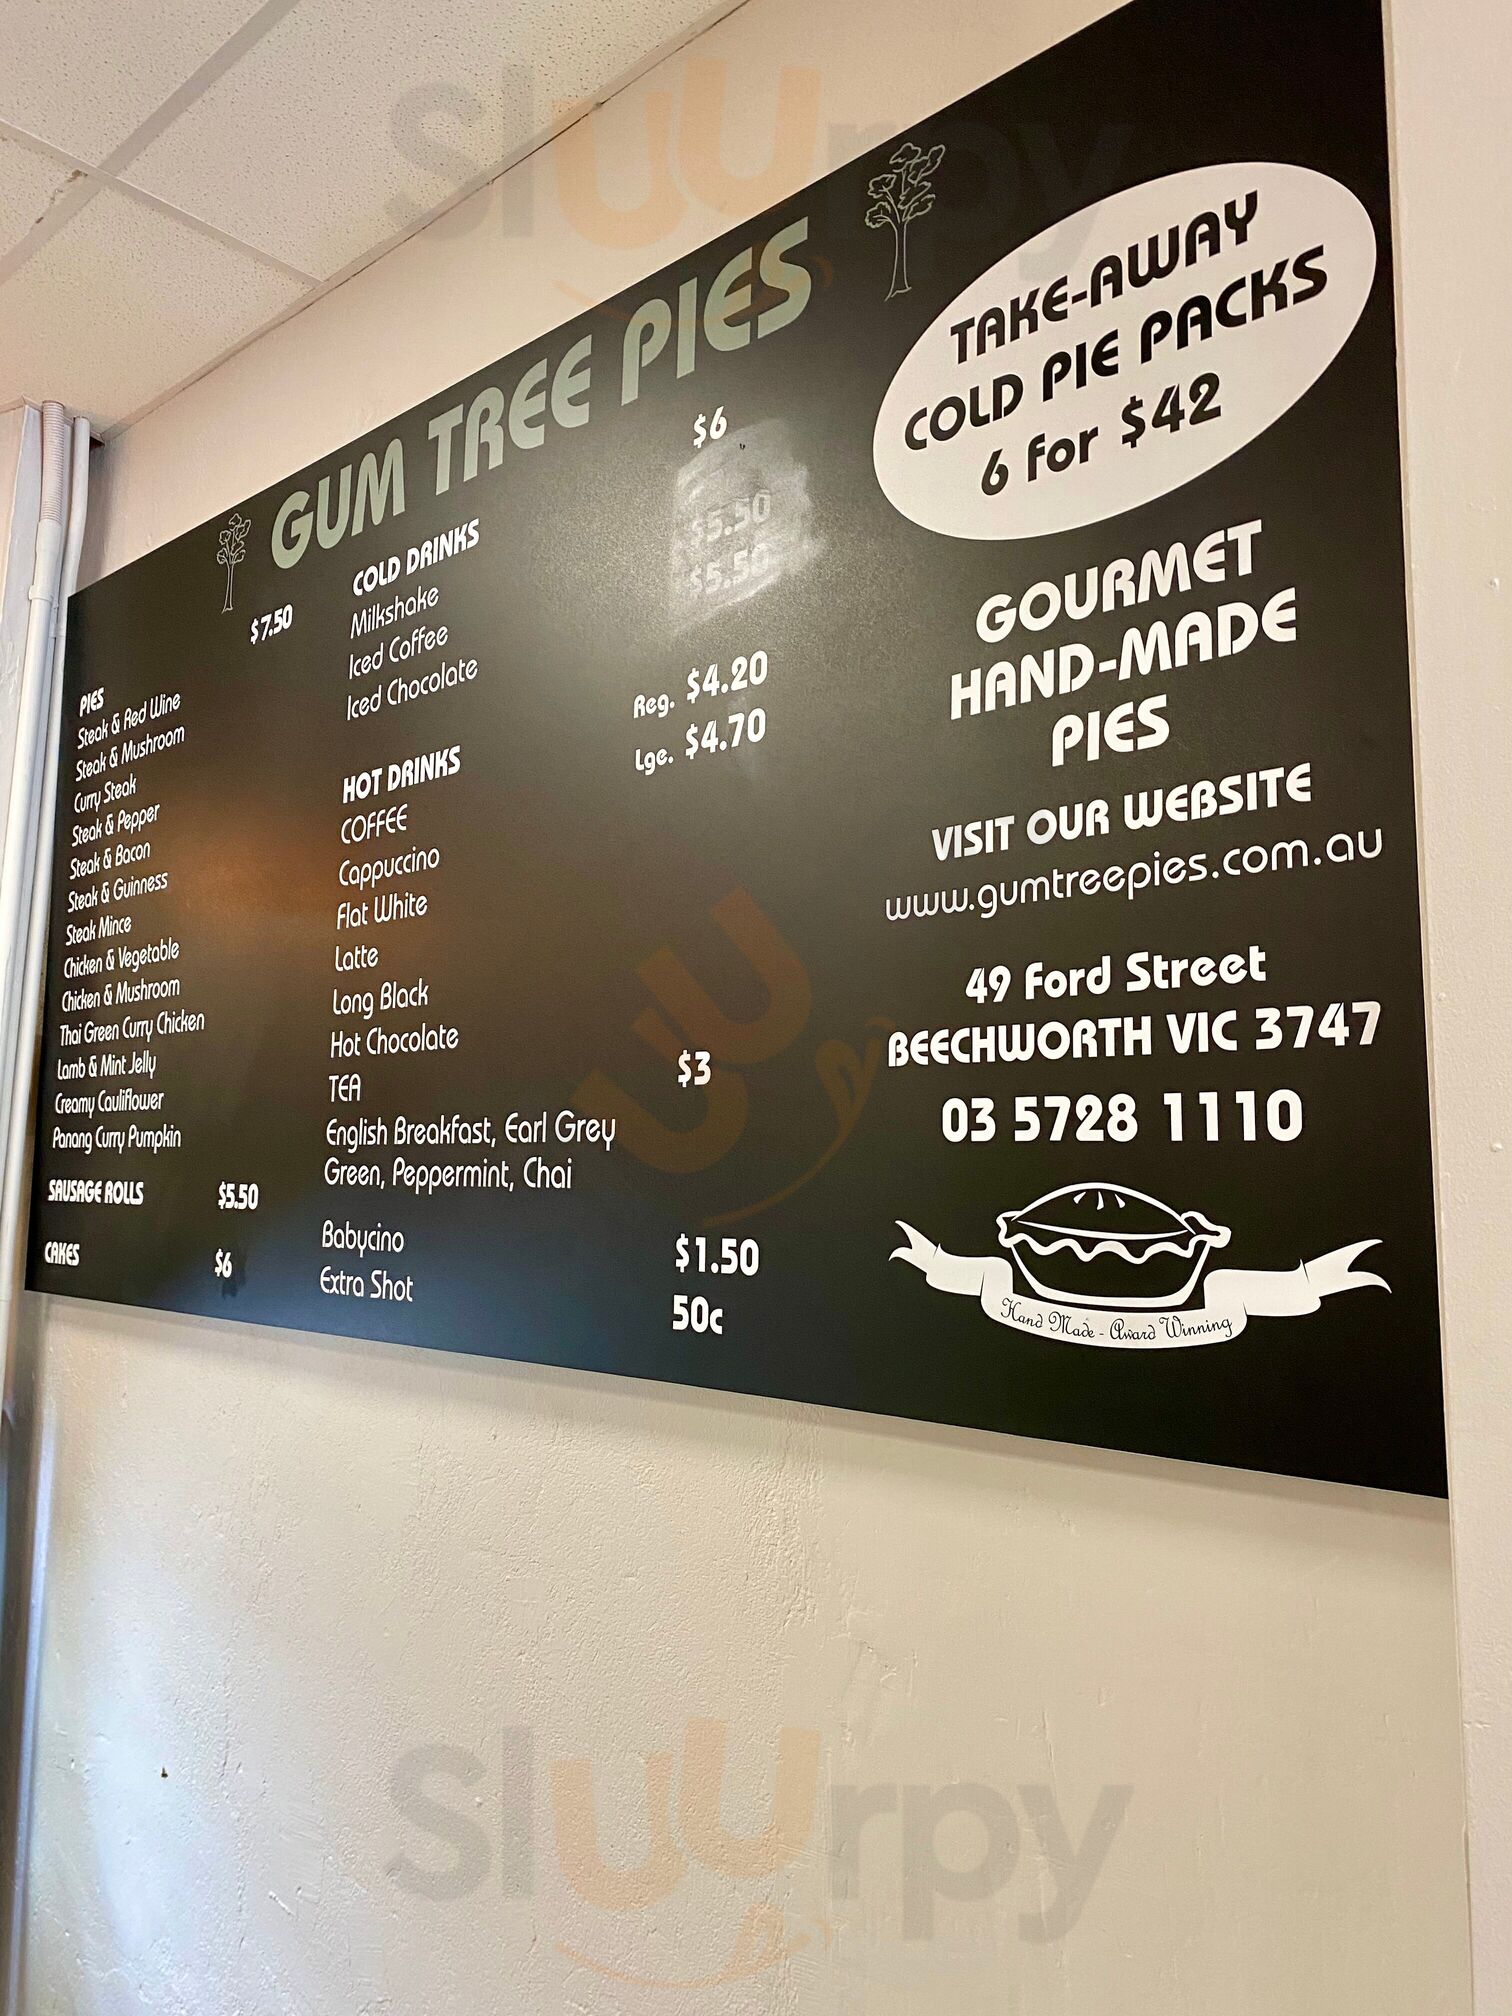 GUM TREE PIES
PIES $7.50
Steak & Red Wine
Steak & Mushroom
Curry Steak
Steak & Pepper
Steak & Bacon
Steak & Guinness
Steak Mince
Chicken & Vegetable
Chicken & Mushroom
Thai Green Curry Chicken
Lamb & Mint Jelly
Creamy Cauliflower
Panang Curry Pumpkin
SAUSAGE ROLLS $5.50
CAKES $6
COLD DRINKS
Milkshake $6
Iced Coffee $5.50
Iced Chocolate $5.50
HOT DRINKS
COFFEE Reg. $4.20
Lge. $4.70
Cappuccino
Flat White
Latte
Long Black
Hot Chocolate
TEA $3
English Breakfast, Earl Grey
Green, Peppermint, Chai
Babycino $1.50
Extra Shot 50c
TAKE-AWAY
COLD PIE PACKS
6 For $42
GOURMET
HAND-MADE
PIES
VISIT OUR WEBSITE
www.gumtreepies.com.au
49 Ford Street
BEECHWORTH VIC 3747
03 5728 1110
Hand Made - Award Winning
sluurpy
sluurpy